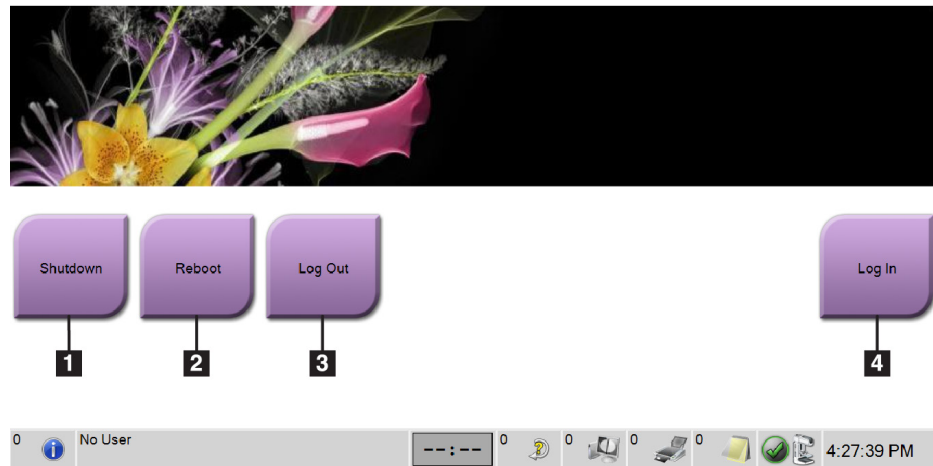 Shutdown
Reboot
Log Out
Log In
1
2
3
4
0
No User
--:--
0
0
0
0
4:27:39 PM